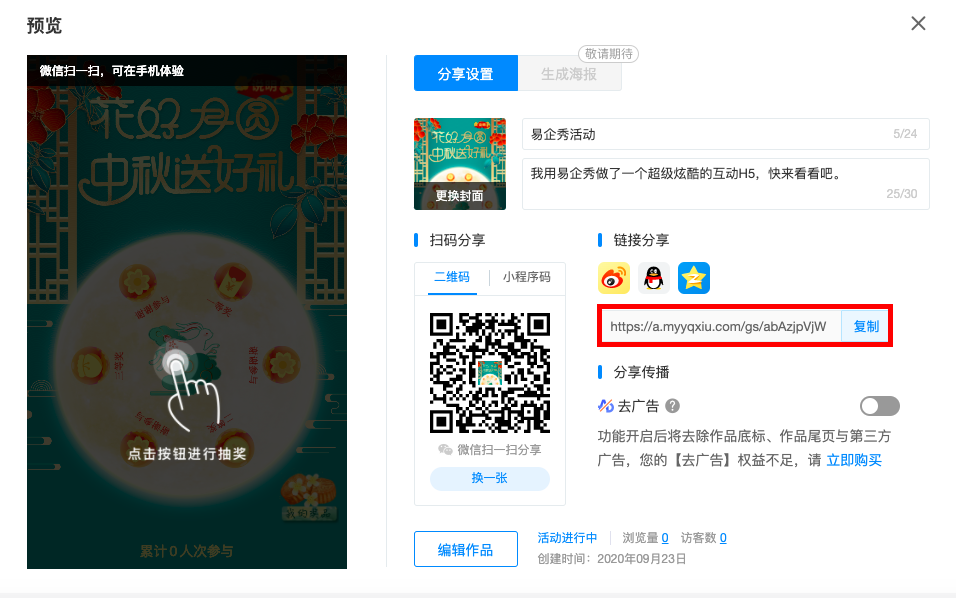 预览
微信扫一扫，可在手机体验
说明
花好月圆
中秋送好礼
谢谢参与
一等奖
三等奖
谢谢参与
二等奖
点击按钮进行抽奖
我的奖品
累计0人次参与
敬请期待
分享设置
生成海报
花好月圆
中秋送好礼
更换封面
易企秀活动
5/24
我用易企秀做了一个超级炫酷的互动H5，快来看看吧。
25/30
扫码分享
二维码
小程序码
微信扫一扫分享
换一张
链接分享
https://a.myyqxiu.com/gs/abAzjpVjW
复制
分享传播
去广告 ?
功能开启后将去除作品底标、作品尾页与第三方
广告，您的【去广告】权益不足，请 立即购买
编辑作品
活动进行中 浏览量 0 访客数 0
创建时间：2020年09月23日